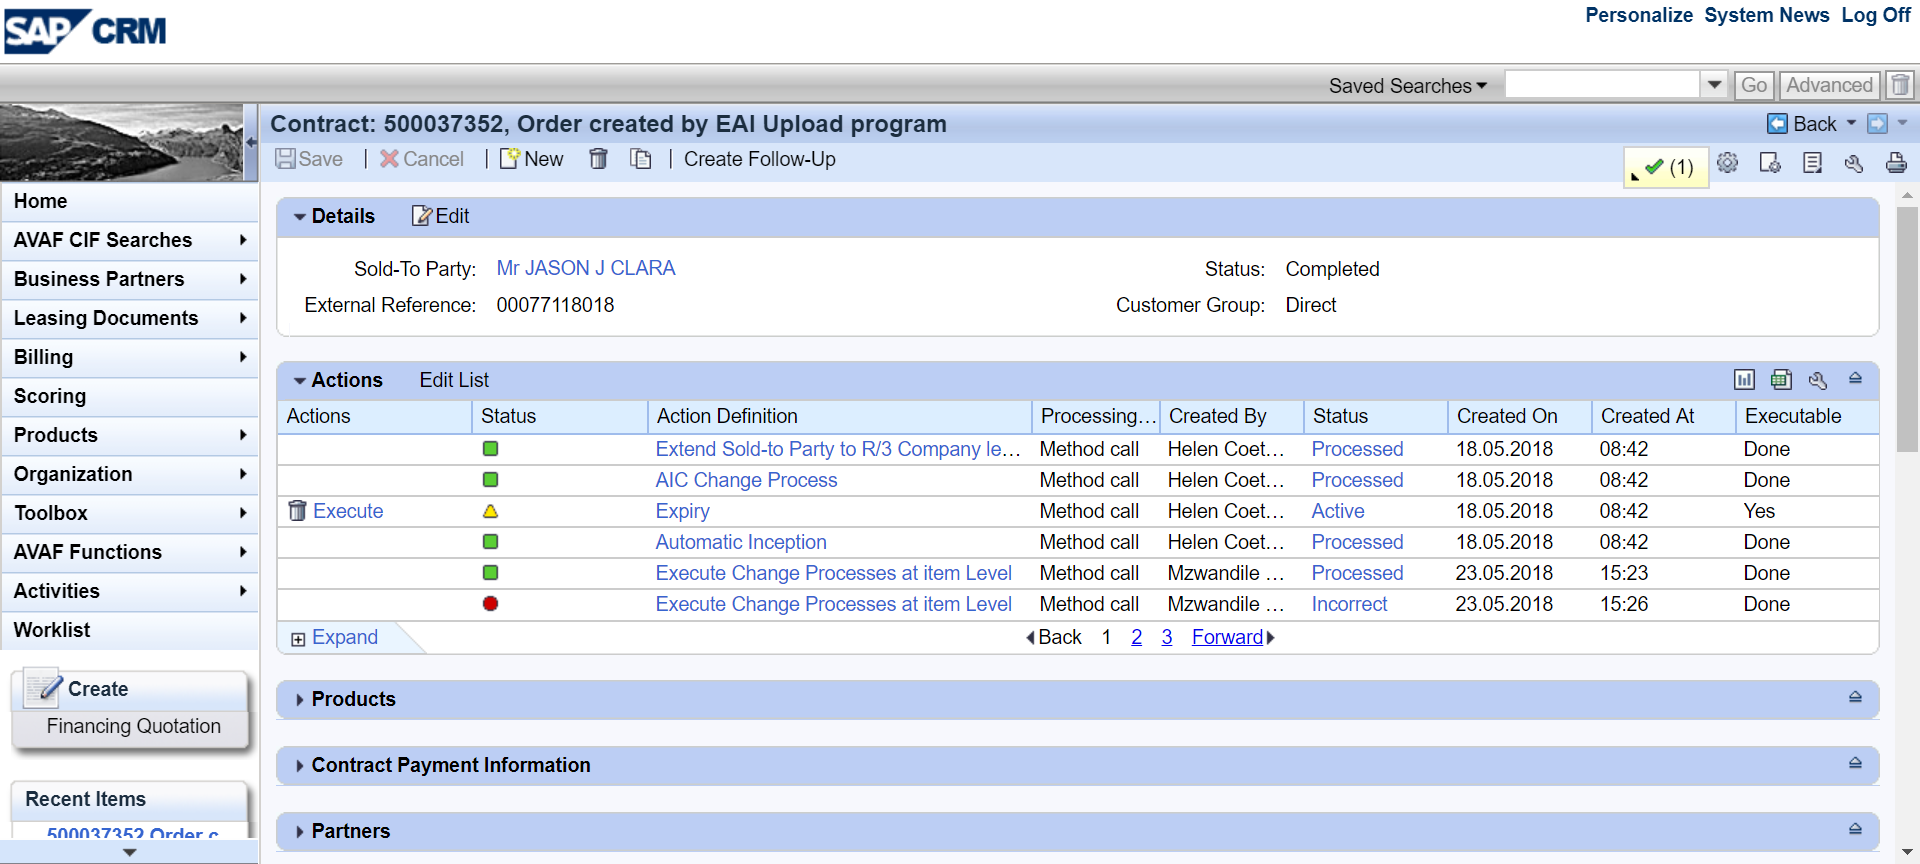 Personalize System News Log Off
SAP CRM
Saved Searches Go Advanced
Contract: 500037352, Order created by EAI Upload program Back
Save | Cancel | New | Create Follow-Up (1)
Home
AVAF CIF Searches
Business Partners
Leasing Documents
Billing
Scoring
Products
Organization
Toolbox
AVAF Functions
Activities
Worklist
Create
Financing Quotation
Recent Items
500037352 Order c
Details Edit
Sold-To Party: Mr JASON J CLARA Status: Completed
External Reference: 00077118018 Customer Group: Direct
Actions Edit List
Actions Status Action Definition Processing... Created By Status Created On Created At Executable
Extend Sold-to Party to R/3 Company le... Method call Helen Coet... Processed 18.05.2018 08:42 Done
AIC Change Process Method call Helen Coet... Processed 18.05.2018 08:42 Done
Execute Expiry Method call Helen Coet... Active 18.05.2018 08:42 Yes
Automatic Inception Method call Helen Coet... Processed 18.05.2018 08:42 Done
Execute Change Processes at item Level Method call Mzwandile ... Processed 23.05.2018 15:23 Done
Execute Change Processes at item Level Method call Mzwandile ... Incorrect 23.05.2018 15:26 Done
Expand Back 1 2 3 Forward
Products
Contract Payment Information
Partners